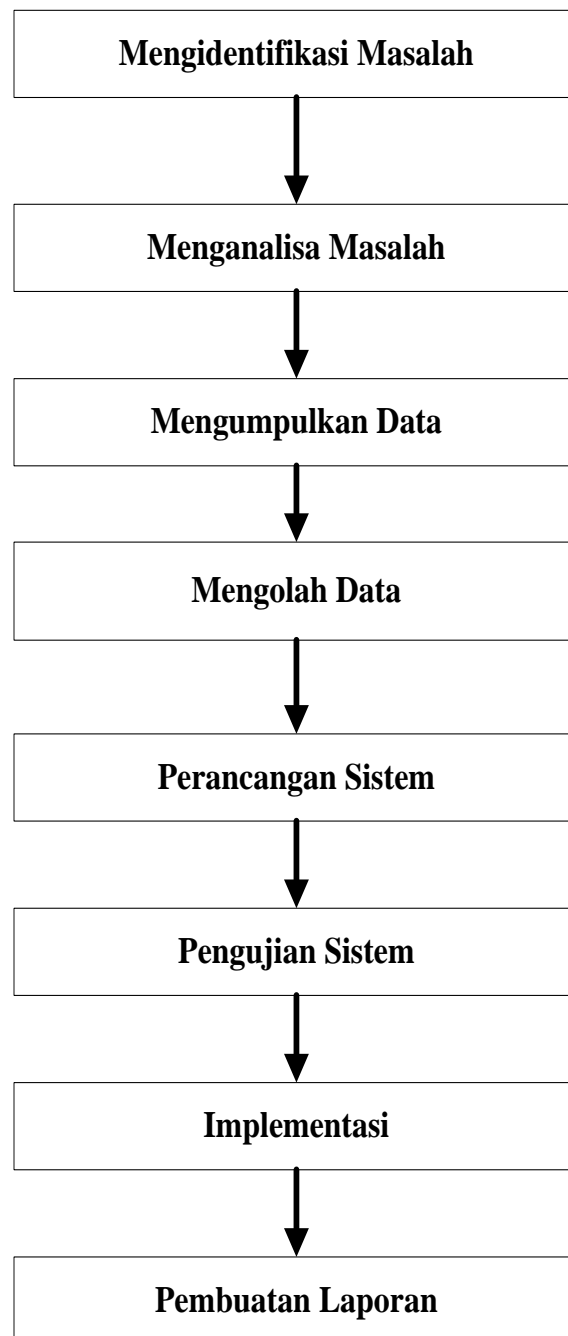 Mengidentifikasi Masalah
Menganalisa Masalah
Mengumpulkan Data
Mengolah Data
Perancangan Sistem
Pengujian Sistem
Implementasi
Pembuatan Laporan